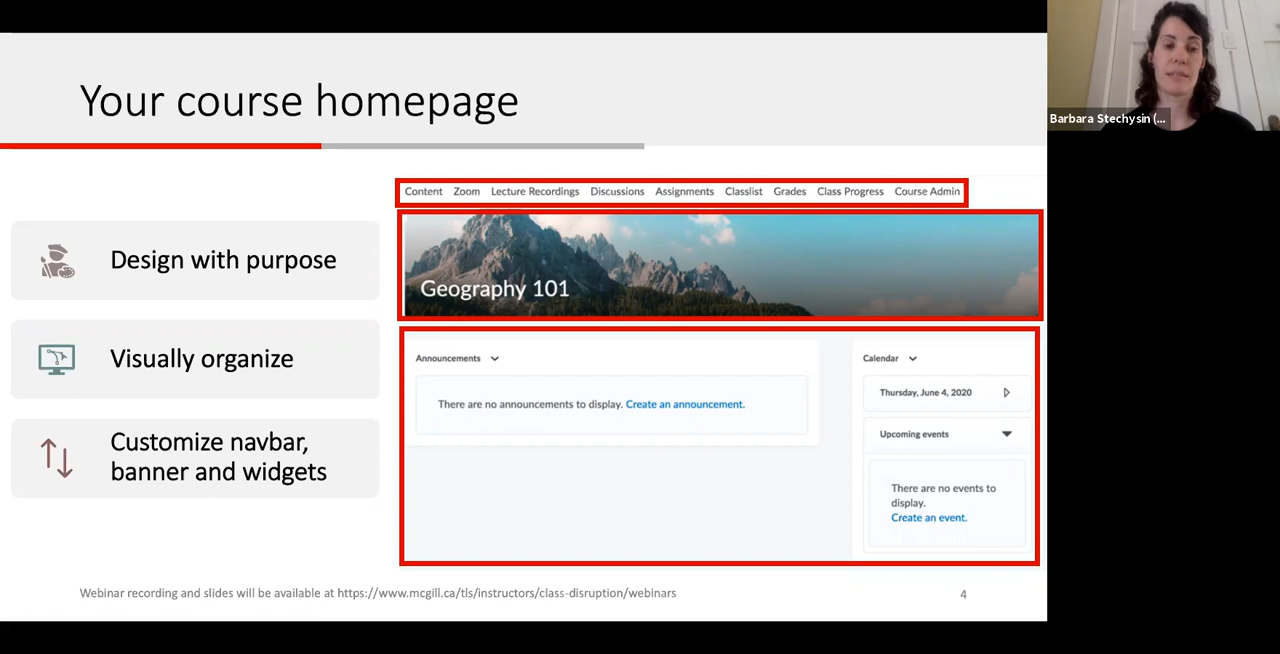 Your course homepage
Barbara Stechysin (...
Design with purpose
Visually organize
Customize navbar,
banner and widgets
Content Zoom Lecture Recordings Discussions Assignments Classlist Grades Class Progress Course Admin
Geography 101
Announcements
There are no announcements to display. Create an announcement.
Calendar
Thursday, June 4, 2020
Upcoming events
There are no events to
display.
Create an event.
Webinar recording and slides will be available at https://www.mcgill.ca/tls/instructors/class-disruption/webinars
4